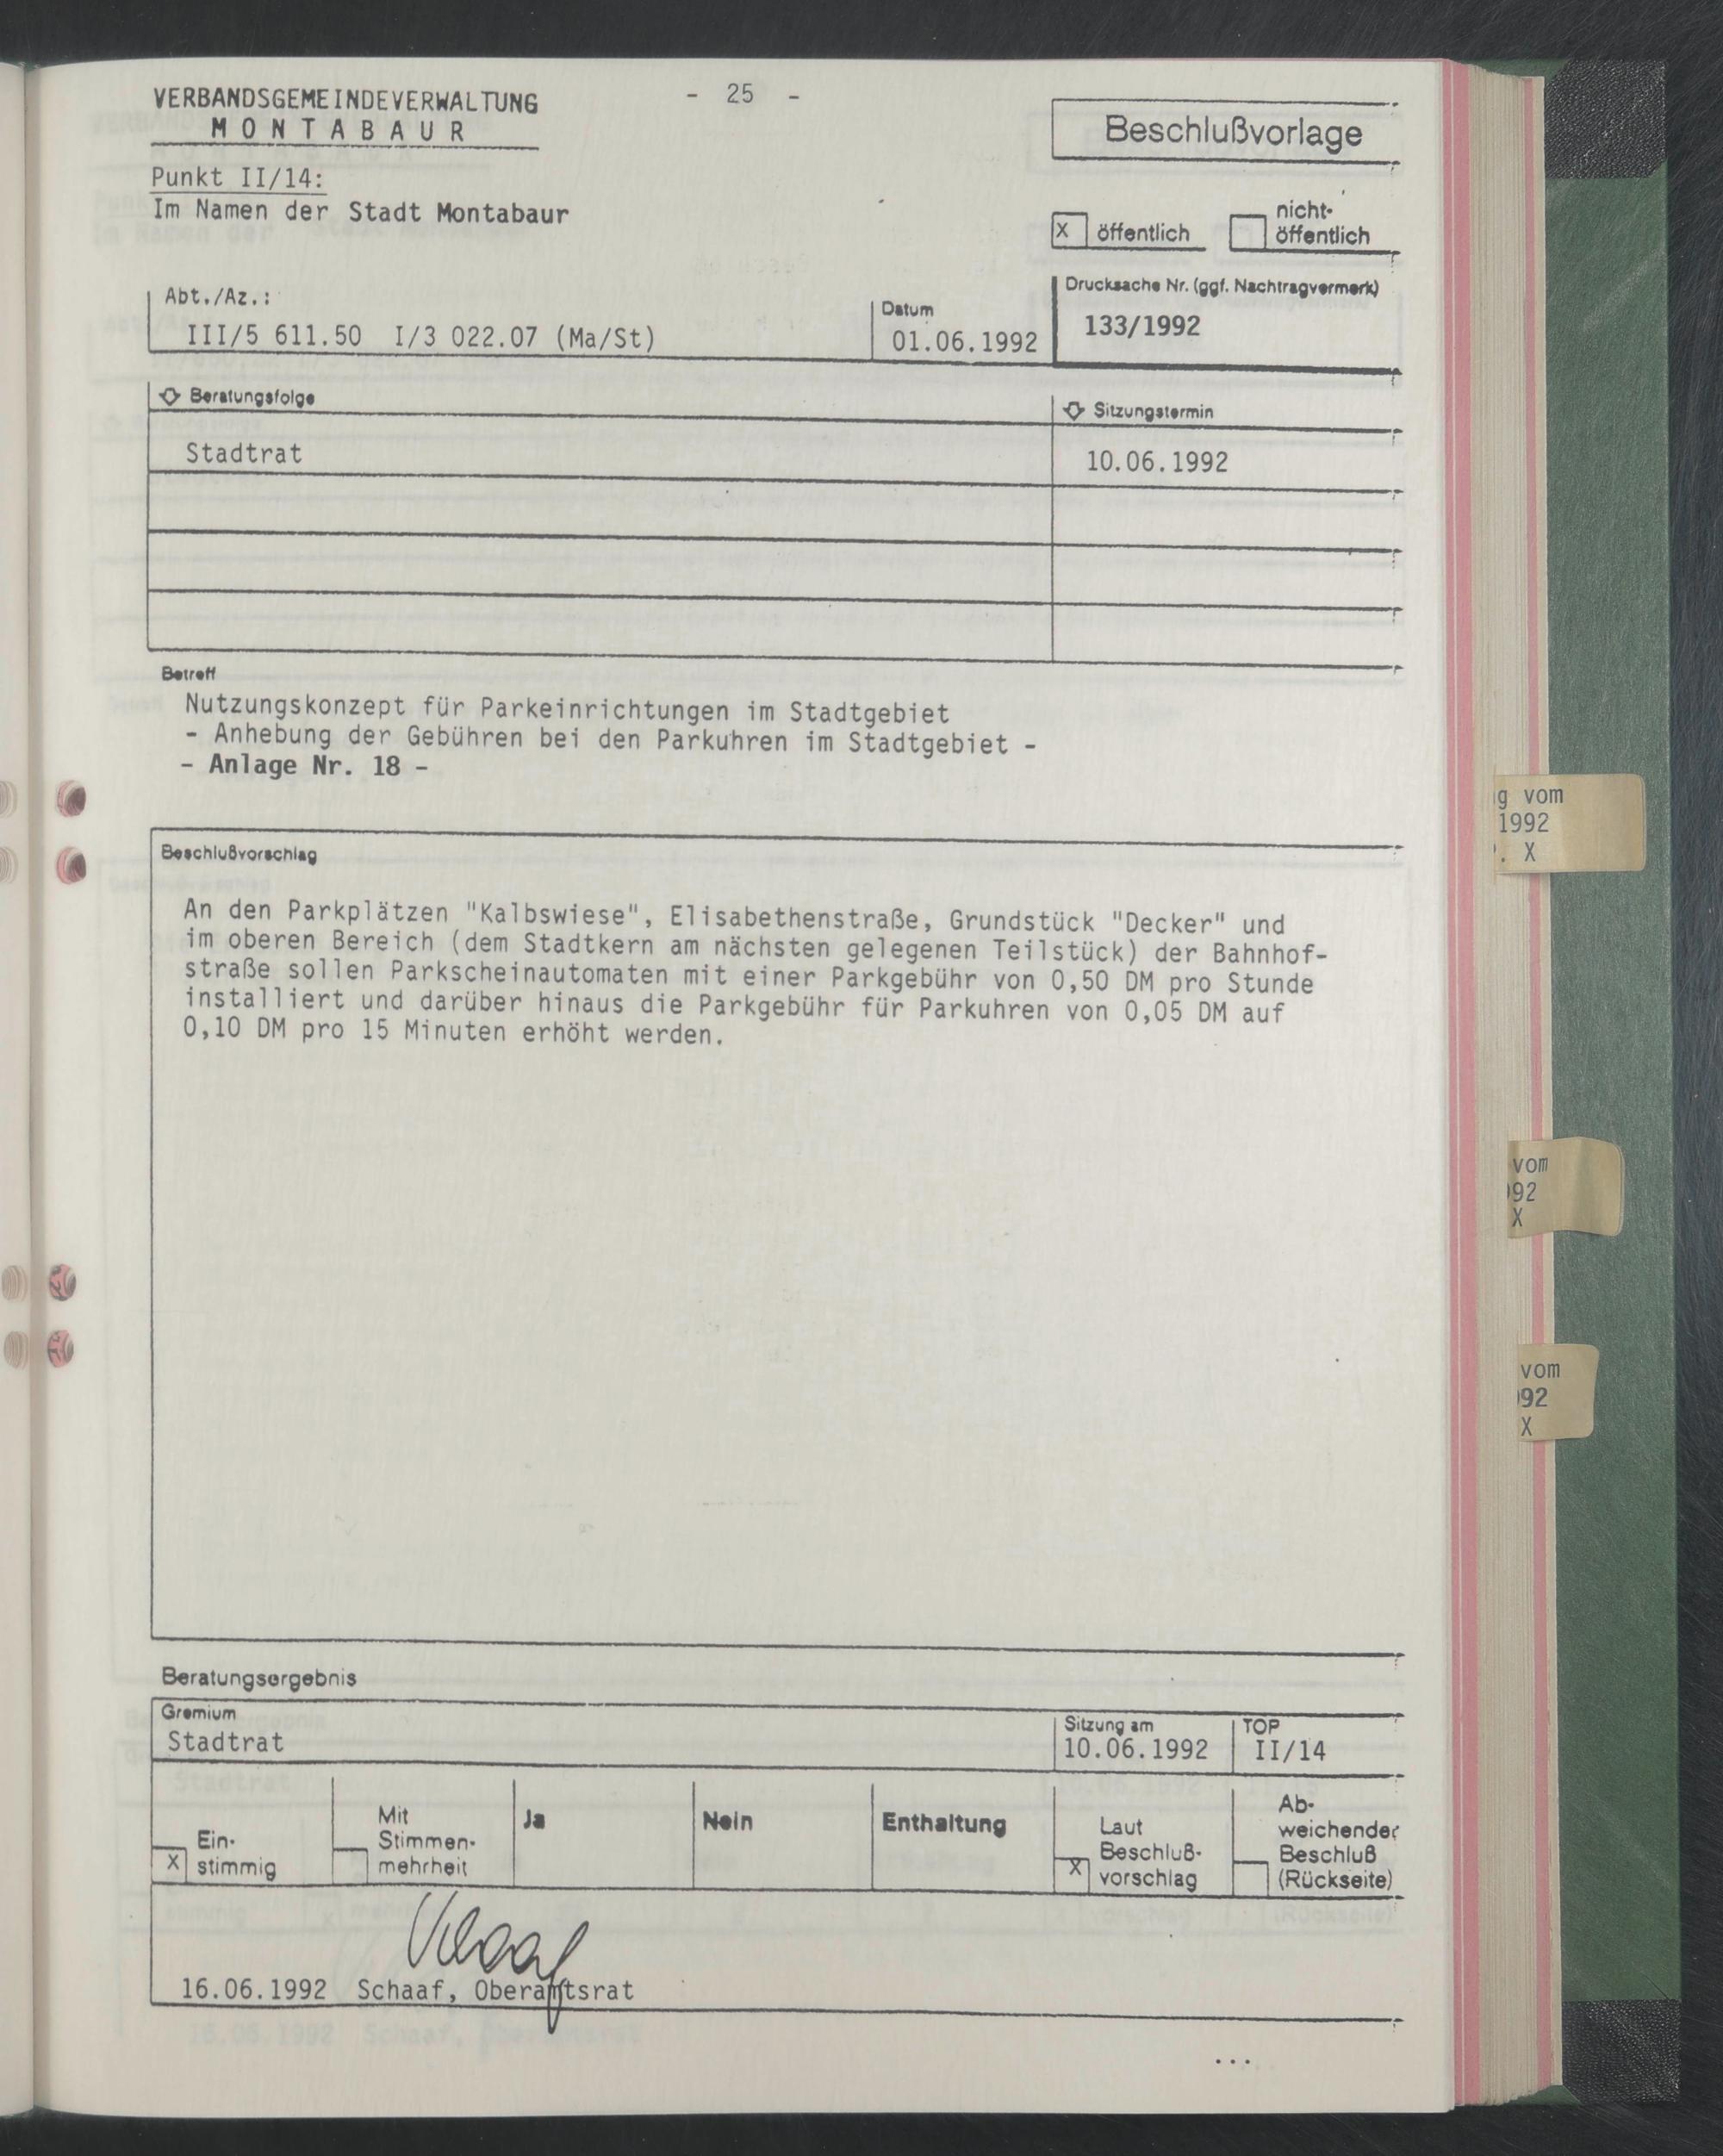 VERBANDSGEMEINDEVERWALTUNG
MONTABAUR
- 25 -
Beschlußvorlage
Punkt II/14:
Im Namen der Stadt Montabaur
X öffentlich
nicht-
öffentlich
Abt./Az.:
III/5 611.50 I/3 022.07 (Ma/St)
Datum
01.06.1992
Drucksache Nr. (ggf. Nachtragvermerk)
133/1992
Beratungsfolge
Sitzungstermin
Stadtrat
10.06.1992
Betreff
Nutzungskonzept für Parkeinrichtungen im Stadtgebiet
- Anhebung der Gebühren bei den Parkuhren im Stadtgebiet -
- Anlage Nr. 18 -
Beschlußvorschlag
An den Parkplätzen "Kalbswiese", Elisabethenstraße, Grundstück "Decker" und
im oberen Bereich (dem Stadtkern am nächsten gelegenen Teilstück) der Bahnhof-
straße sollen Parkscheinautomaten mit einer Parkgebühr von 0,50 DM pro Stunde
installiert und darüber hinaus die Parkgebühr für Parkuhren von 0,05 DM auf
0,10 DM pro 15 Minuten erhöht werden.
Beratungsergebnis
Gremium
Stadtrat
Sitzung am
10.06.1992
TOP
II/14
X Ein-
stimmig
Mit
Stimmen-
mehrheit
Ja
Nein
Enthaltung
X Laut
Beschluß-
vorschlag
Ab-
weichender
Beschluß
(Rückseite)
Schaaf
16.06.1992 Schaaf, Oberamtsrat
...
g vom
1992
. X
vom
92
X
vom
92
X